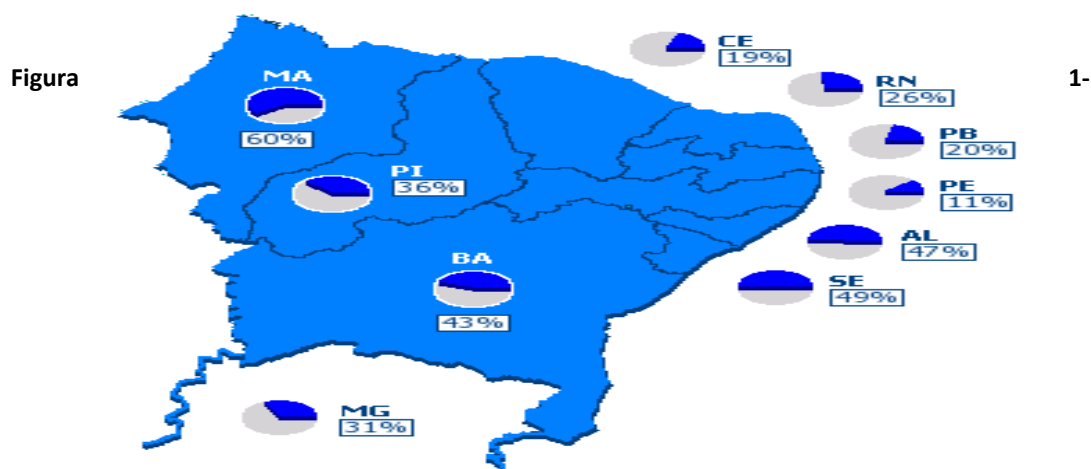 CE
19%
Figura
MA
60%
RN
26%
1-
PB
20%
PI
36%
PE
11%
AL
47%
BA
43%
SE
49%
MG
31%